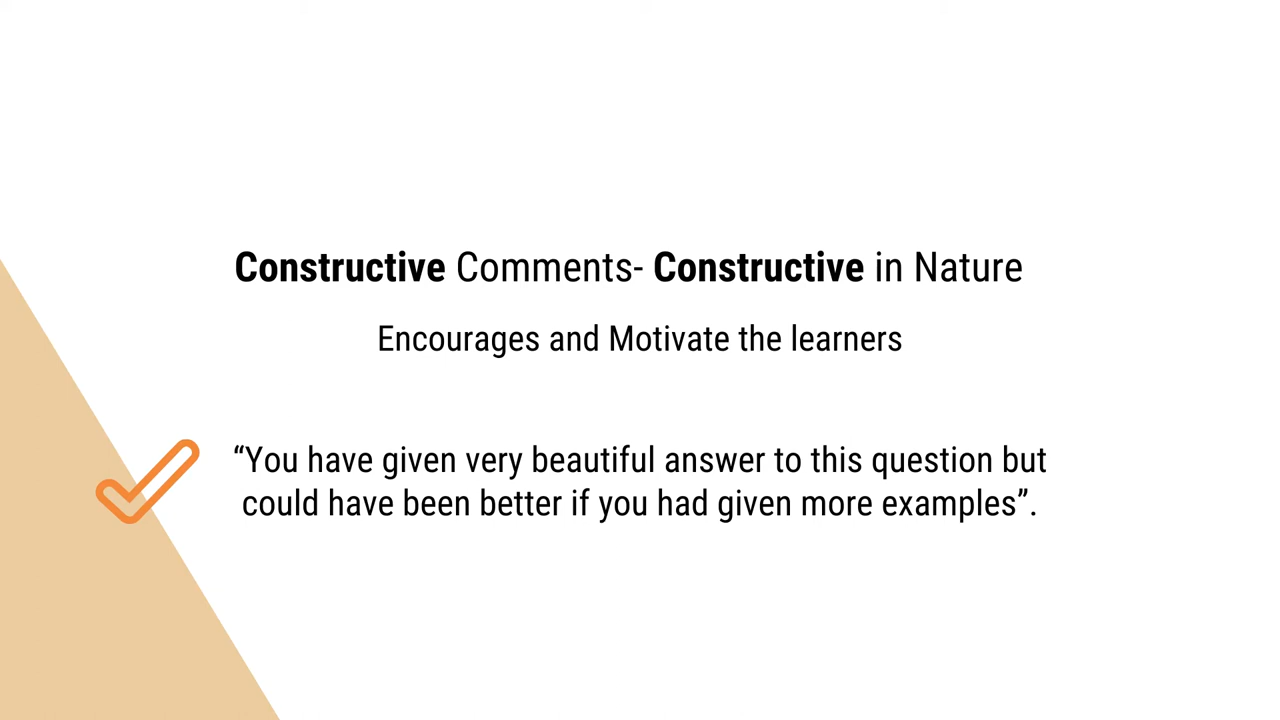 Constructive Comments- Constructive in Nature
Encourages and Motivate the learners
“You have given very beautiful answer to this question but
could have been better if you had given more examples”.